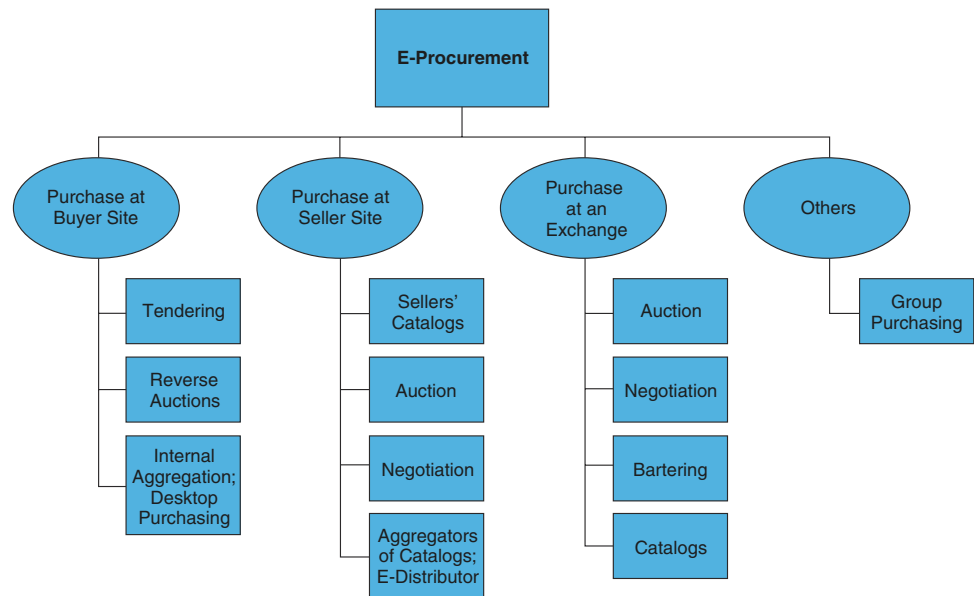 E-Procurement
Purchase at
Buyer Site
Purchase at
Seller Site
Purchase
at an
Exchange
Others
Tendering
Reverse
Auctions
Internal
Aggregation;
Desktop
Purchasing
Sellers’
Catalogs
Auction
Negotiation
Aggregators
of Catalogs;
E-Distributor
Auction
Negotiation
Bartering
Catalogs
Group
Purchasing